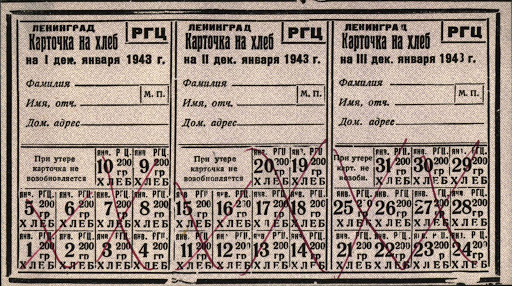 ЛЕНИНГРАД РГЦ
Карточка на хлеб
на I дек. января 1943 г.
Фамилия
М. П.
Имя, отч.
Дом. адрес
При утере
карточка не
возобновляется
янв. РГЦ янв. РГЦ
10 200 гр 9 200 гр
ХЛЕБ ХЛЕБ
янв. РГЦ янв. РГЦ янв. РГЦ янв. РГЦ
5 200 гр 6 200 гр 7 200 гр 8 200 гр
ХЛЕБ ХЛЕБ ХЛЕБ ХЛЕБ
янв. РГЦ янв. РГЦ янв. РГЦ янв. РГЦ
1 200 гр 2 200 гр 3 200 гр 4 200 гр
ХЛЕБ ХЛЕБ ХЛЕБ ХЛЕБ
ЛЕНИНГРАД РГЦ
Карточка на хлеб
на II дек. января 1943 г.
Фамилия
М. П.
Имя, отч.
Дом. адрес
При утере
карточка не
возобновляется
янв. РГЦ янв. РГЦ
20 200 гр 19 200 гр
ХЛЕБ ХЛЕБ
янв. РГЦ янв. РГЦ янв. РГЦ янв. РГЦ
15 200 гр 16 200 гр 17 200 гр 18 200 гр
ХЛЕБ ХЛЕБ ХЛЕБ ХЛЕБ
янв. РГЦ янв. РГЦ янв. РГЦ янв. РГЦ
11 200 гр 12 200 гр 13 200 гр 14 200 гр
ХЛЕБ ХЛЕБ ХЛЕБ ХЛЕБ
ЛЕНИНГРАД РГЦ
Карточка на хлеб
на III дек. января 1943 г.
Фамилия
М. П.
Имя, отч.
Дом. адрес
При утере
карт. не
возобн.
янв. РГЦ янв. РГЦ янв. РГЦ
31 200 гр 30 200 гр 29 200 гр
ХЛЕБ ХЛЕБ ХЛЕБ
янв. РГЦ янв. РГЦ янв. РГЦ янв. РГЦ
25 200 гр 26 200 гр 27 200 гр 28 200 гр
ХЛЕБ ХЛЕБ ХЛЕБ ХЛЕБ
янв. РГЦ янв. РГЦ янв. РГЦ янв. РГЦ
21 200 гр 22 200 гр 23 200 гр 24 200 гр
ХЛЕБ ХЛЕБ ХЛЕБ ХЛЕБ